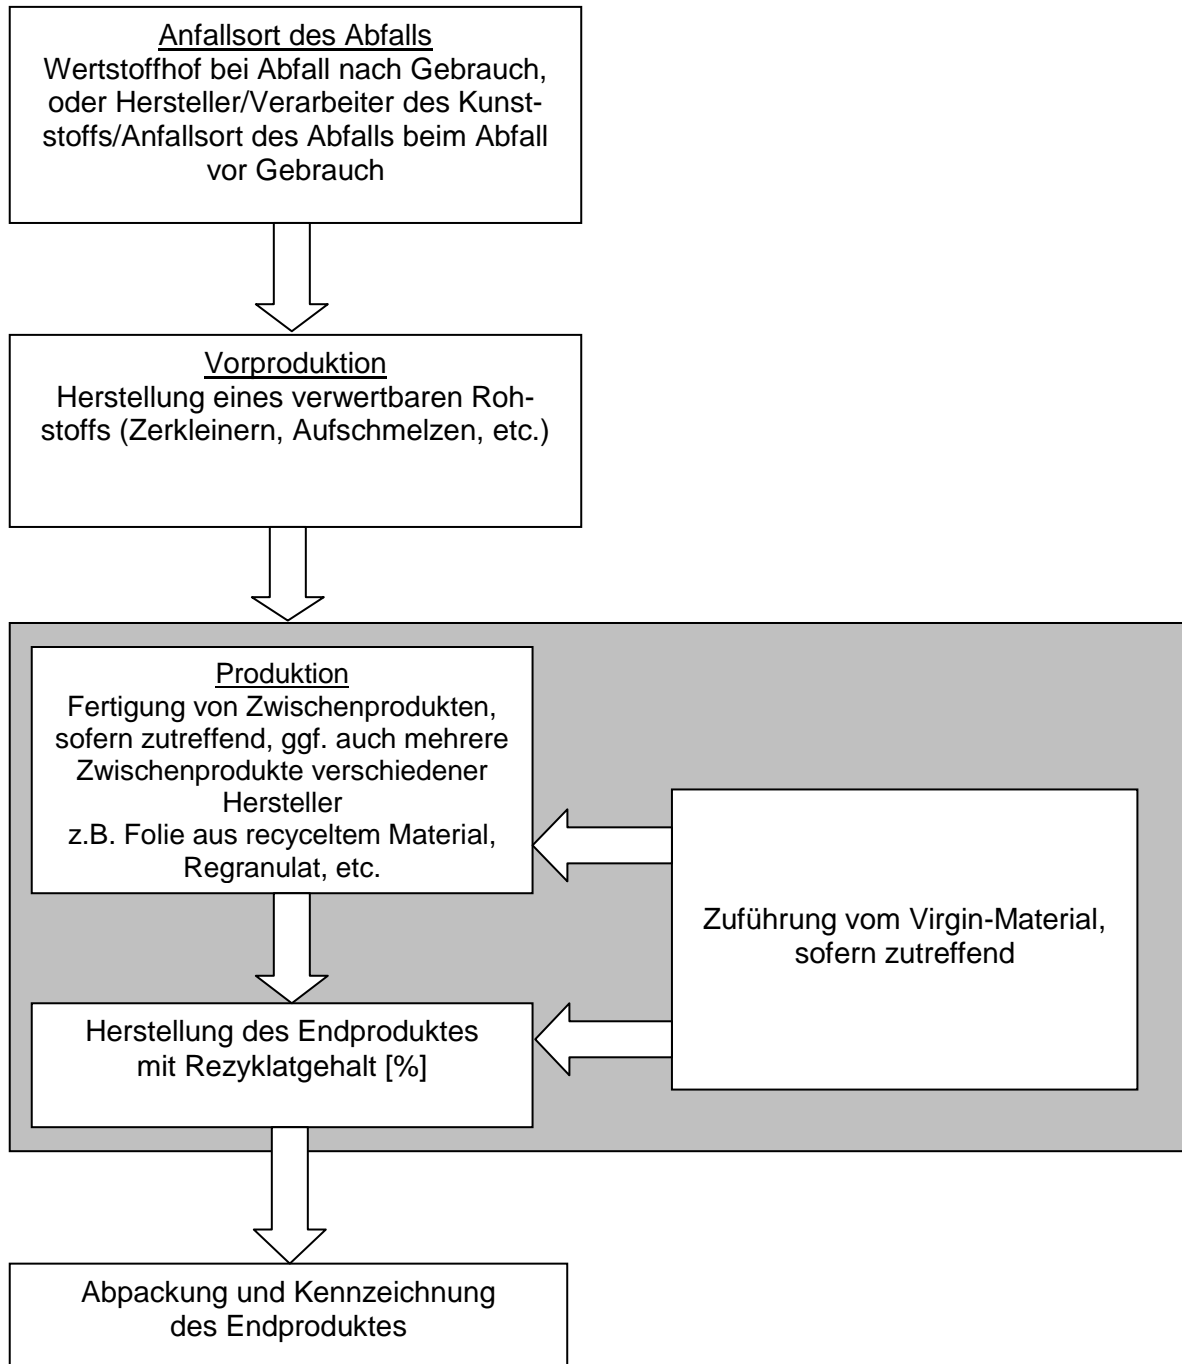 Anfallsort des Abfalls
Wertstoffhof bei Abfall nach Gebrauch,
oder Hersteller/Verarbeiter des Kunst-
stoffs/Anfallsort des Abfalls beim Abfall
vor Gebrauch
Vorproduktion
Herstellung eines verwertbaren Roh-
stoffs (Zerkleinern, Aufschmelzen, etc.)
Produktion
Fertigung von Zwischenprodukten,
sofern zutreffend, ggf. auch mehrere
Zwischenprodukte verschiedener
Hersteller
z.B. Folie aus recyceltem Material,
Regranulat, etc.
Zuführung vom Virgin-Material,
sofern zutreffend
Herstellung des Endproduktes
mit Rezyklatgehalt [%]
Abpackung und Kennzeichnung
des Endproduktes